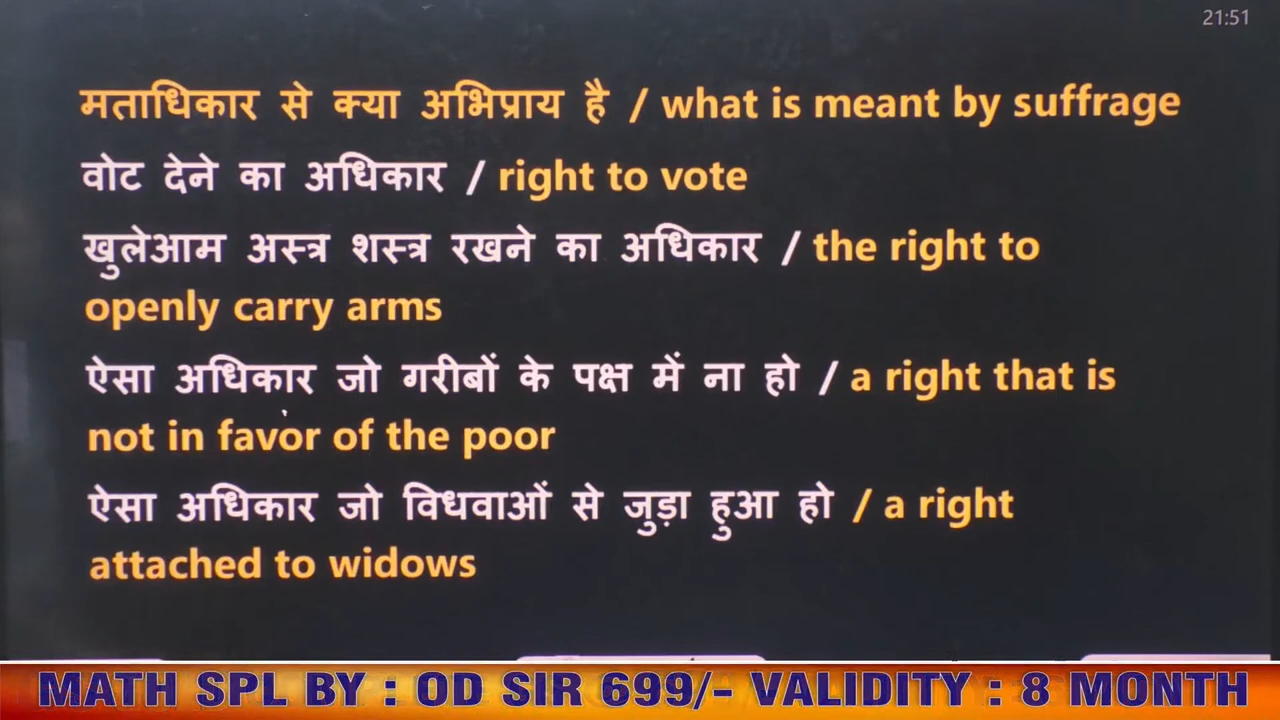 21:51
मताधिकार से क्या अभिप्राय है / what is meant by suffrage
वोट देने का अधिकार / right to vote
खुलेआम अस्त्र शस्त्र रखने का अधिकार / the right to
openly carry arms
ऐसा अधिकार जो गरीबों के पक्ष में ना हो / a right that is
not in favor of the poor
ऐसा अधिकार जो विधवाओं से जुड़ा हुआ हो / a right
attached to widows
MATH SPL BY : OD SIR 699/- VALIDITY : 8 MONTH